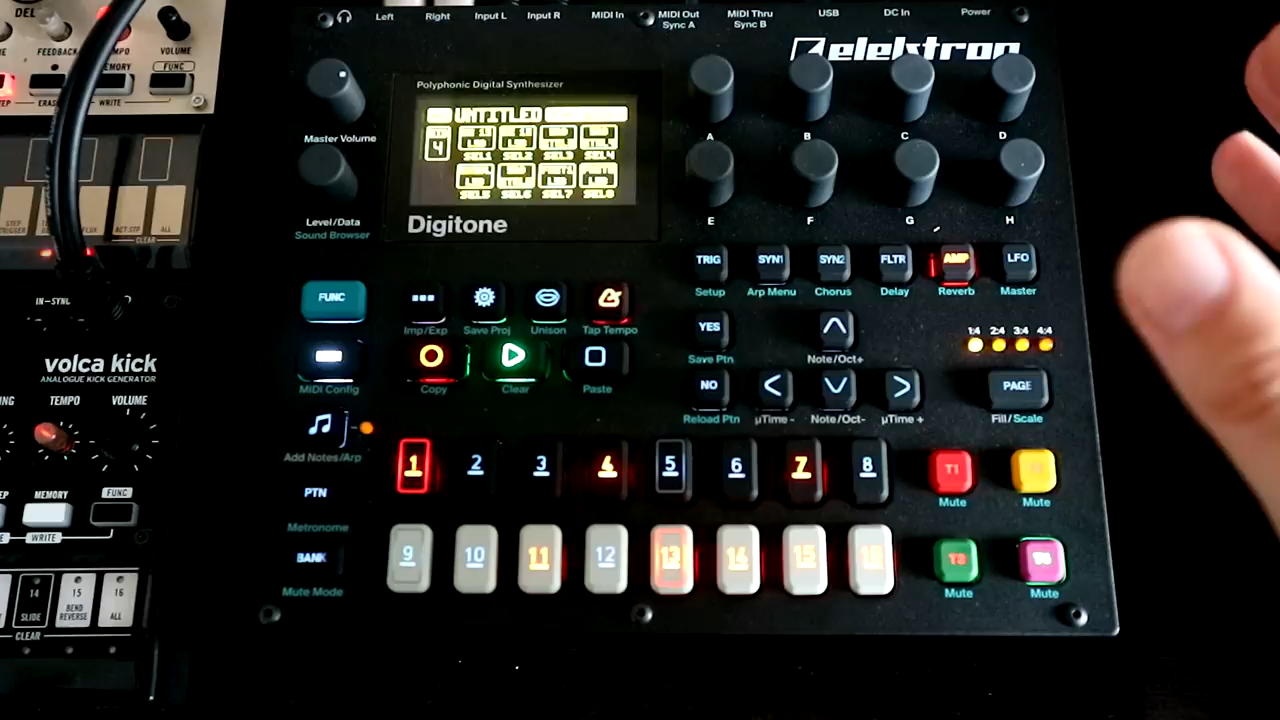 DEL
FEEDBACK
VOLUME
MEMORY
FUNC
WRITE
STEP TRIGGER
FLUX
ACT.STP
ALL
CLEAR
IN-SYNC
volca kick
ANALOGUE KICK GENERATOR
TEMPO
VOLUME
MEMORY
FUNC
WRITE
14
SLIDE
15
BEND REVERSE
16
ALL
CLEAR
Left
Right
Input L
Input R
MIDI In
MIDI Out
Sync A
MIDI Thru
Sync B
USB
DC In
Power
elektron
Polyphonic Digital Synthesizer
UNTITLED
4
SEL1 SEL2 SEL3 SEL4
SEL5 SEL6 SEL7 SEL8
Digitone
Master Volume
Level/Data
Sound Browser
A
B
C
D
E
F
G
H
TRIG
SYN1
SYN2
FLTR
AMP
LFO
Setup
Arp Menu
Chorus
Delay
Reverb
Master
FUNC
Imp/Exp
Save Proj
Unison
Tap Tempo
YES
Save Ptn
Note/Oct+
1:4
2:4
3:4
4:4
MIDI Config
Copy
Clear
Paste
NO
PAGE
Reload Ptn
µTime -
Note/Oct-
µTime +
Fill/Scale
Add Notes/Arp
1
2
3
4
5
6
7
8
T1
Mute
Mute
PTN
Metronome
BANK
Mute Mode
9
10
11
12
13
14
15
Mute
Mute